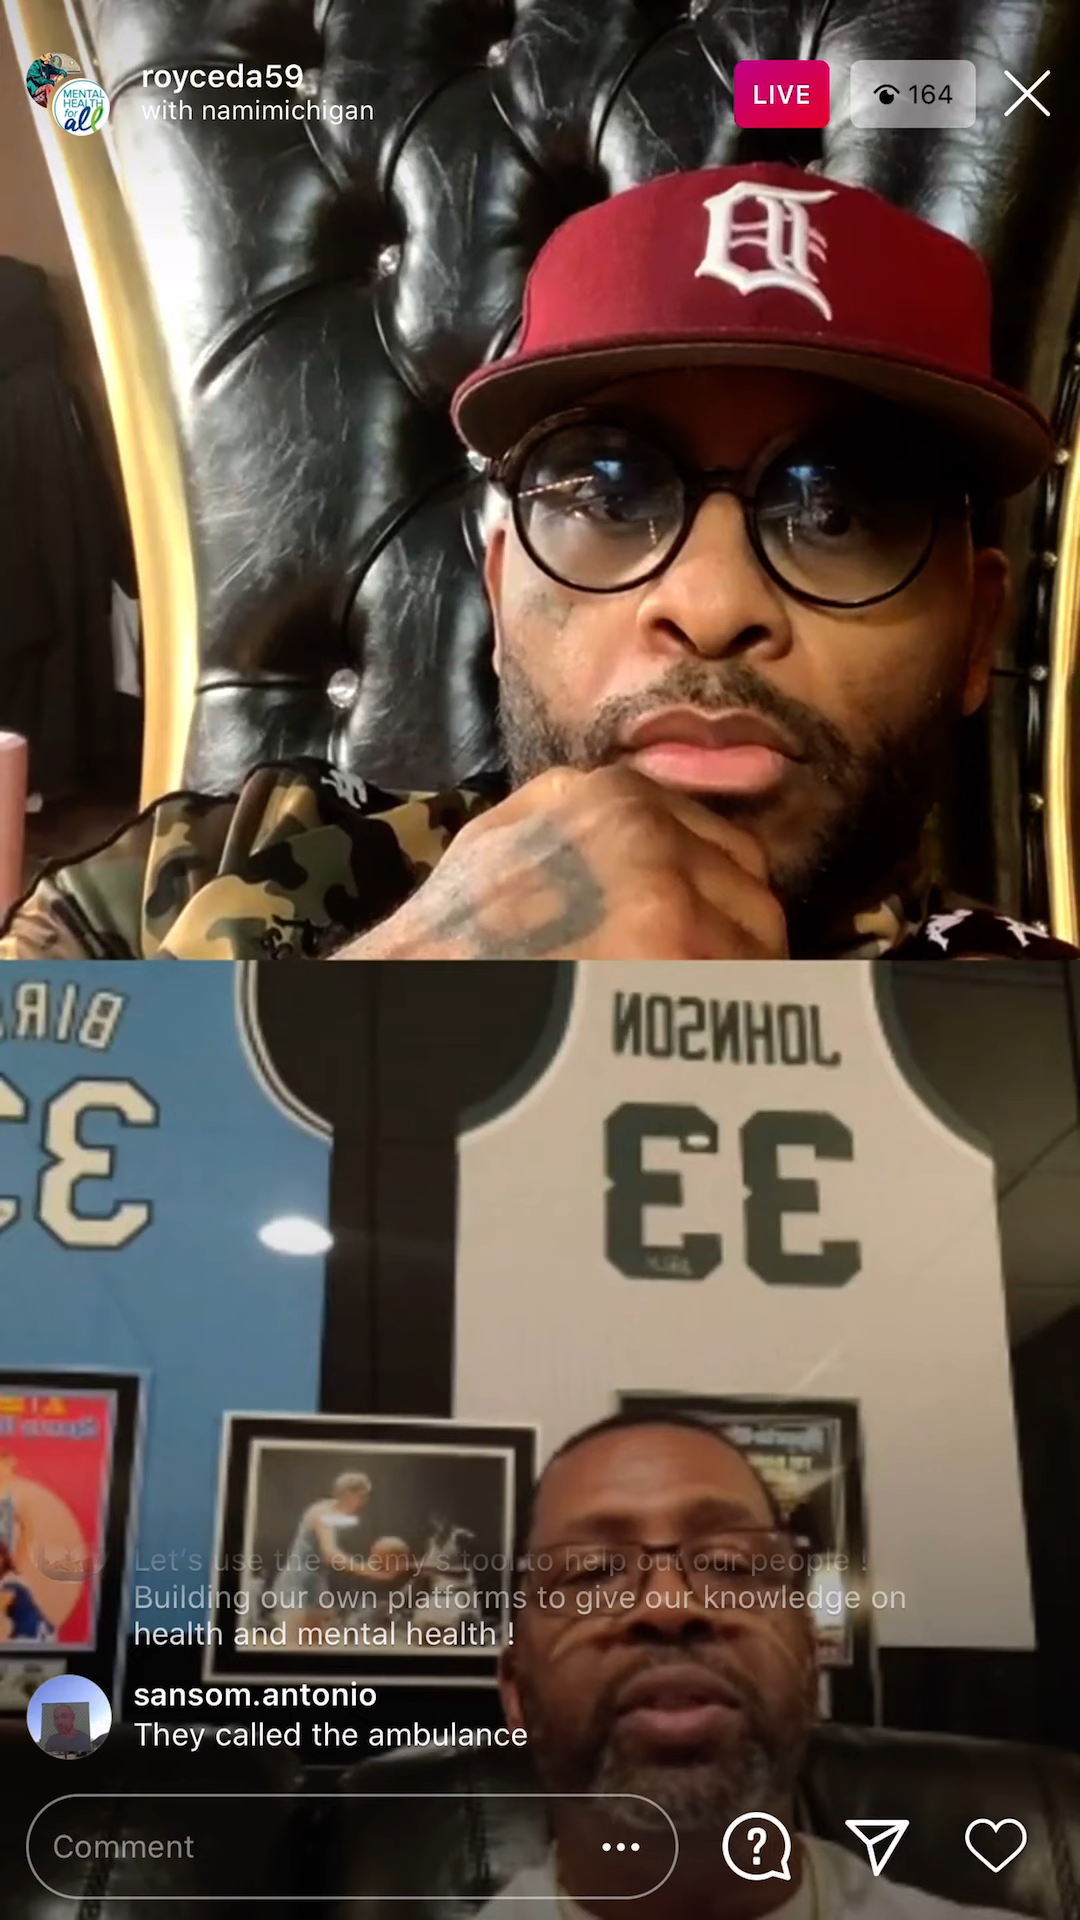 royceda59
with namimichigan
LIVE
164
MENTAL
HEALTH
for
all
BIR
33
JOHNSON
33
Let's use the enemy's tool to help out our people !
Building our own platforms to give our knowledge on
health and mental health !
sansom.antonio
They called the ambulance
Comment